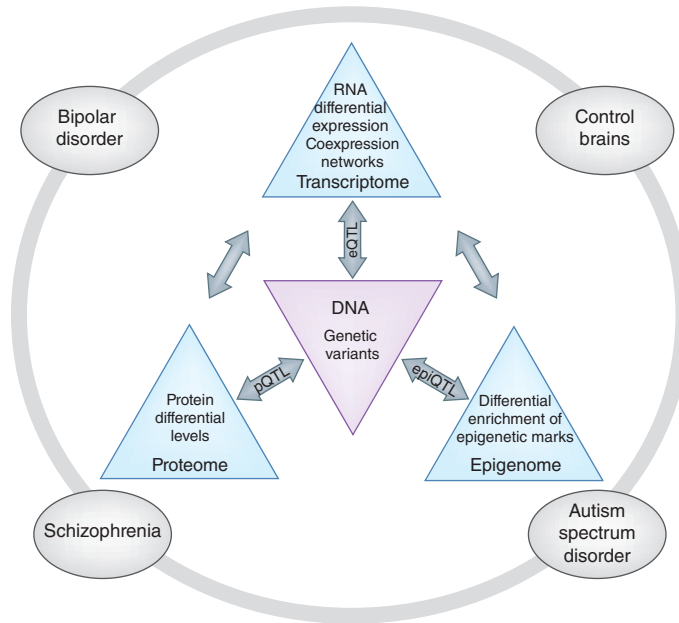 Bipolar
disorder
RNA
differential
expression
Coexpression
networks
Transcriptome
Control
brains
eQTL
DNA
Genetic
variants
pQTL
epiQTL
Protein
differential
levels
Proteome
Differential
enrichment of
epigenetic marks
Epigenome
Schizophrenia
Autism
spectrum
disorder